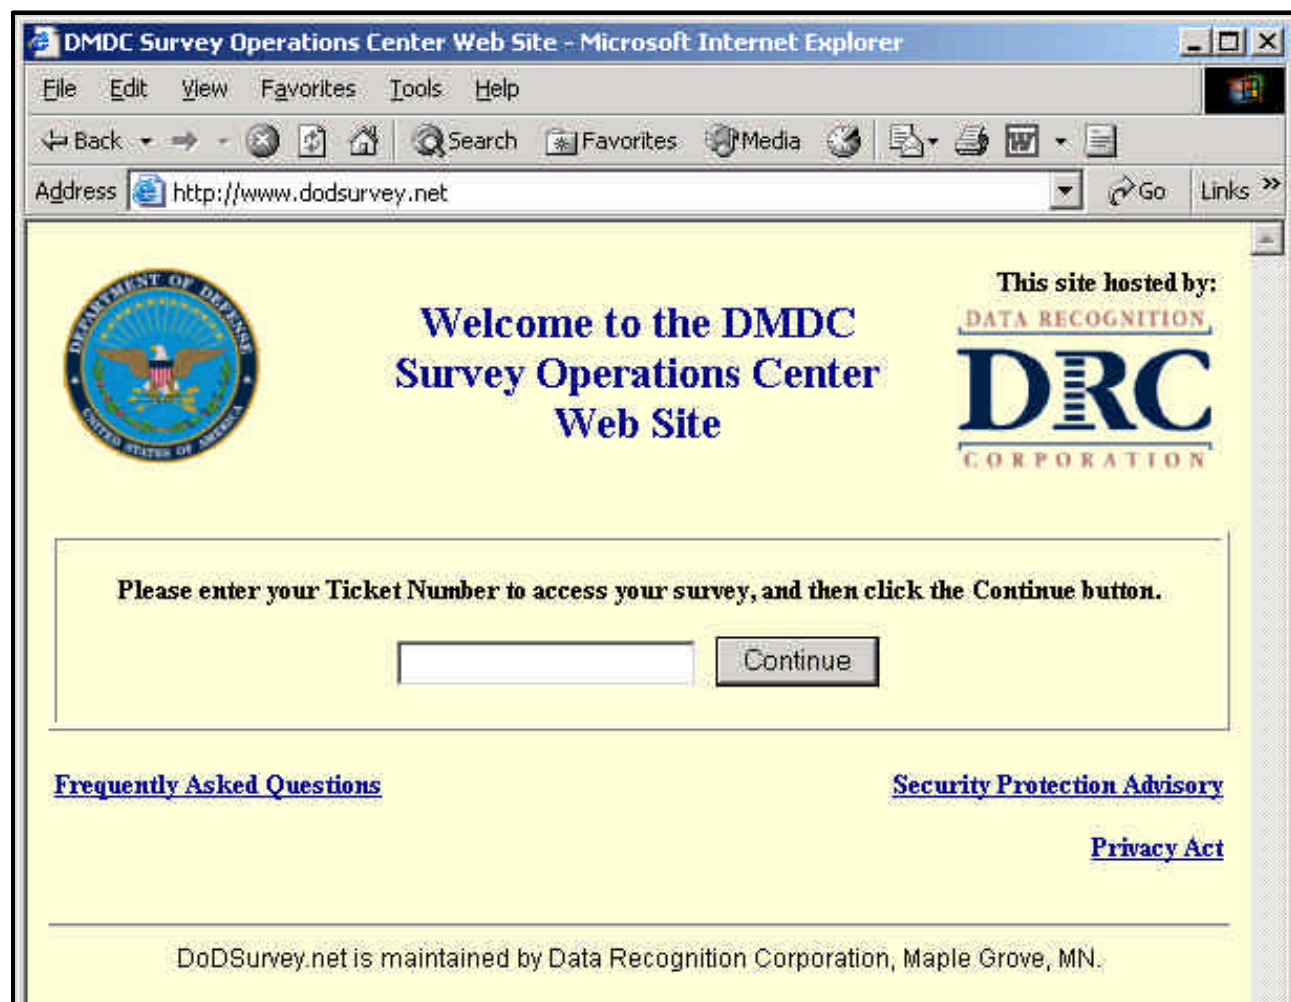 DMDC Survey Operations Center Web Site - Microsoft Internet Explorer
File Edit View Favorites Tools Help
Back Search Favorites Media
Address http://www.dodsurvey.net Go Links »
DEPARTMENT OF DEFENSE
UNITED STATES OF AMERICA
Welcome to the DMDC
Survey Operations Center
Web Site
This site hosted by:
DATA RECOGNITION
DRC
CORPORATION
Please enter your Ticket Number to access your survey, and then click the Continue button.
Continue
Frequently Asked Questions
Security Protection Advisory
Privacy Act
DoDSurvey.net is maintained by Data Recognition Corporation, Maple Grove, MN.